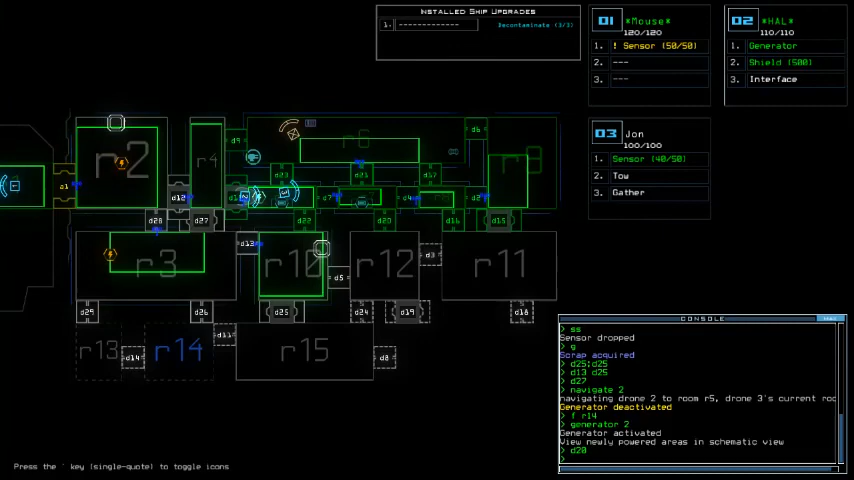 INSTALLED SHIP UPGRADES
1. -------------- Decontaminate (3/3)
01 *Mouse*
120/120
1. ! Sensor (50/50)
2. ---
3. ---
02 *HAL*
110/110
1. Generator
2. Shield (500)
3. Interface
03 Jon
100/100
1. Sensor (40/50)
2. Tow
3. Gather
r2
r4
d9
r6
d6
r8
a1
d23
d21
d17
d12
d7
d4
d2
d28
d27
d22
d20
d16
d15
r3
d13
r10
d5
r12
d3
r11
d29
d26
d25
d24
d19
d18
r13
d14
r14
d11
r15
d8
CONSOLE
> ss
Sensor dropped
> g
Scrap acquired
> d25;d25
> d13 d25
> d27
> navigate 2
navigating drone 2 to room r5, drone 3's current roo
Generator deactivated
> f r14
> generator 2
Generator activated
View newly powered areas in schematic view
> d20
>
Press the ' key (single-quote) to toggle icons